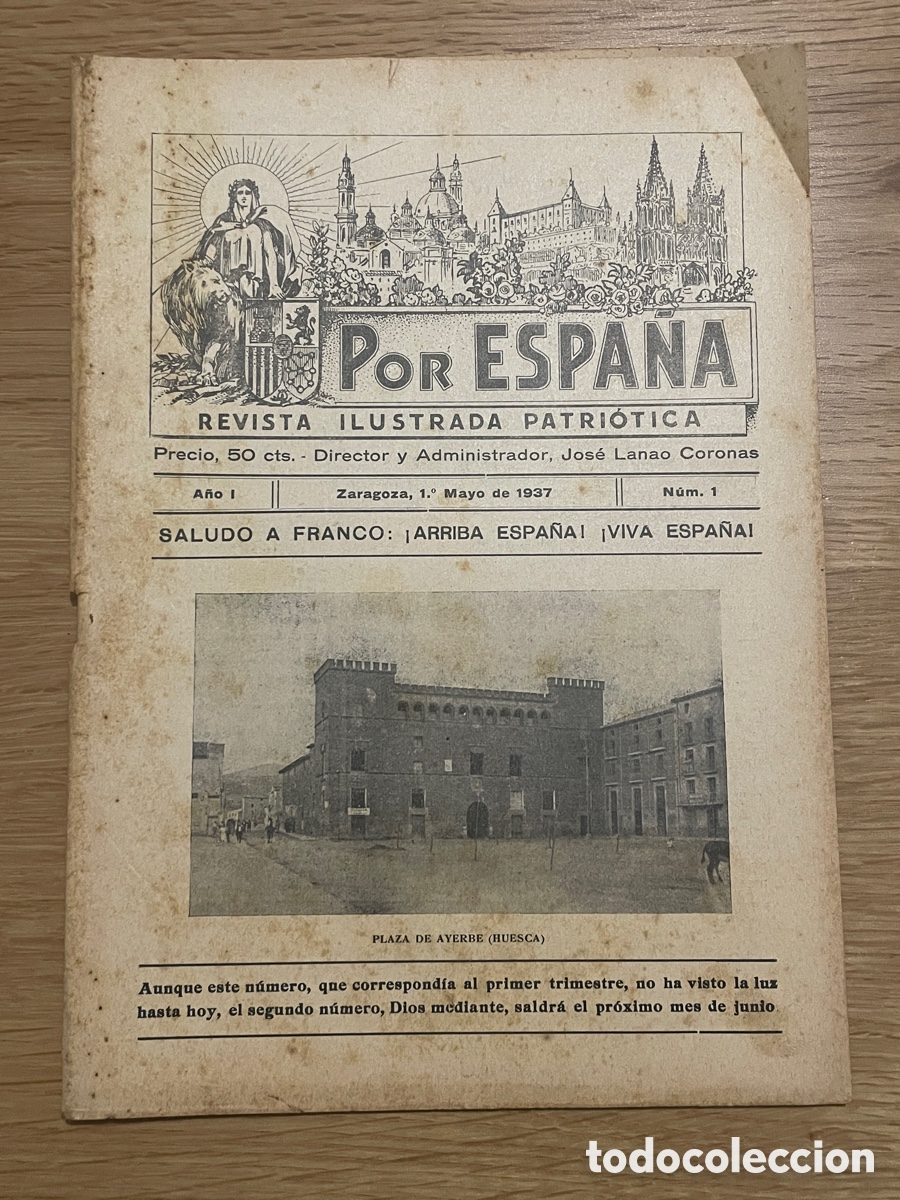 Por ESPAÑA
REVISTA ILUSTRADA PATRIÓTICA
Precio, 50 cts. - Director y Administrador, José Lanao Coronas
Año I Zaragoza, 1.º Mayo de 1937 Núm. 1
SALUDO A FRANCO: ¡ARRIBA ESPAÑA! ¡VIVA ESPAÑA!
PLAZA DE AYERBE (HUESCA)
Aunque este número, que correspondía al primer trimestre, no ha visto la luz
hasta hoy, el segundo número, Dios mediante, saldrá el próximo mes de junio
todocoleccion